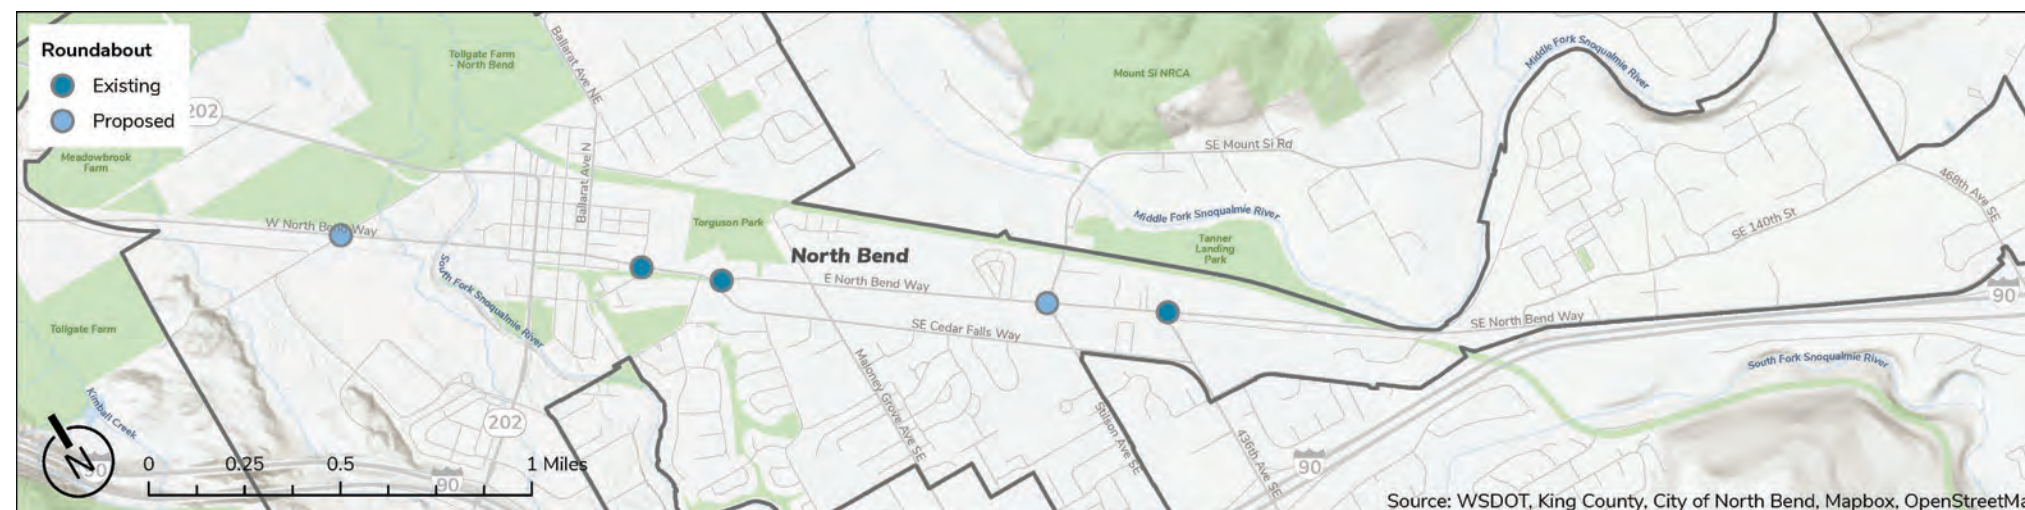 Roundabout
Existing
Proposed
202
Meadowbrook
Farm
Tollgate Farm
- North Bend
Ballarat Ave NE
Ballarat Ave N
Mount Si NRCA
SE Mount Si Rd
Middle Fork Snoqualmie River
Middle Fork Snoqualmie River
468th Ave SE
SE 140th St
W North Bend Way
Torguson Park
North Bend
E North Bend Way
Tanner
Landing
Park
SE North Bend Way
90
South Fork Snoqualmie River
SE Cedar Falls Way
South Fork Snoqualmie River
Tollgate Farm
Kimball Creek
Maloney Grove Ave SE
Stilson Ave SE
436th Ave SE
202
90
90
90
N
0 0.25 0.5 1 Miles
Source: WSDOT, King County, City of North Bend, Mapbox, OpenStreetMa